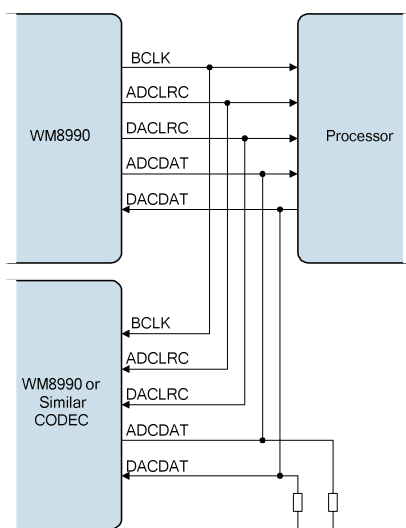 BCLK
ADCLRC
WM8990
DACLRC
Processor
ADCDAT
DACDAT
BCLK
ADCLRC
WM8990 or
Similar
CODEC
DACLRC
ADCDAT
DACDAT